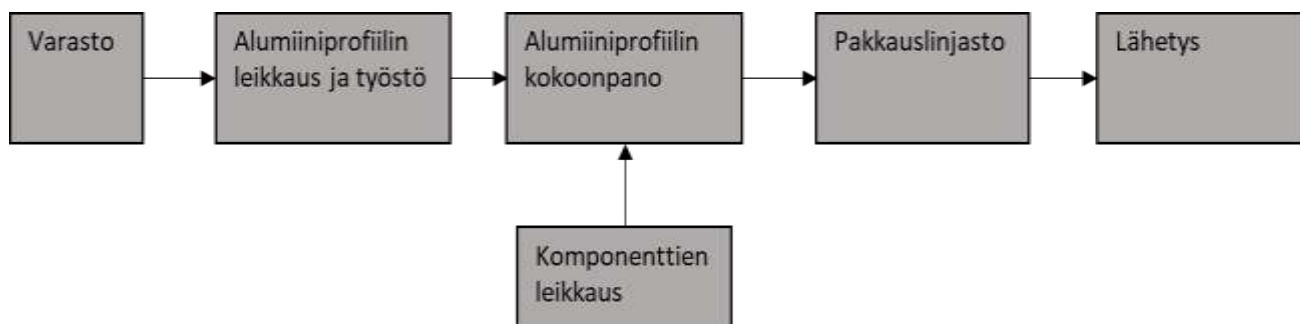 Varasto
Alumiiniprofiilin
leikkaus ja työstö
Alumiiniprofiilin
kokoonpano
Pakkauslinjasto
Lähetys
Komponenttien
leikkaus